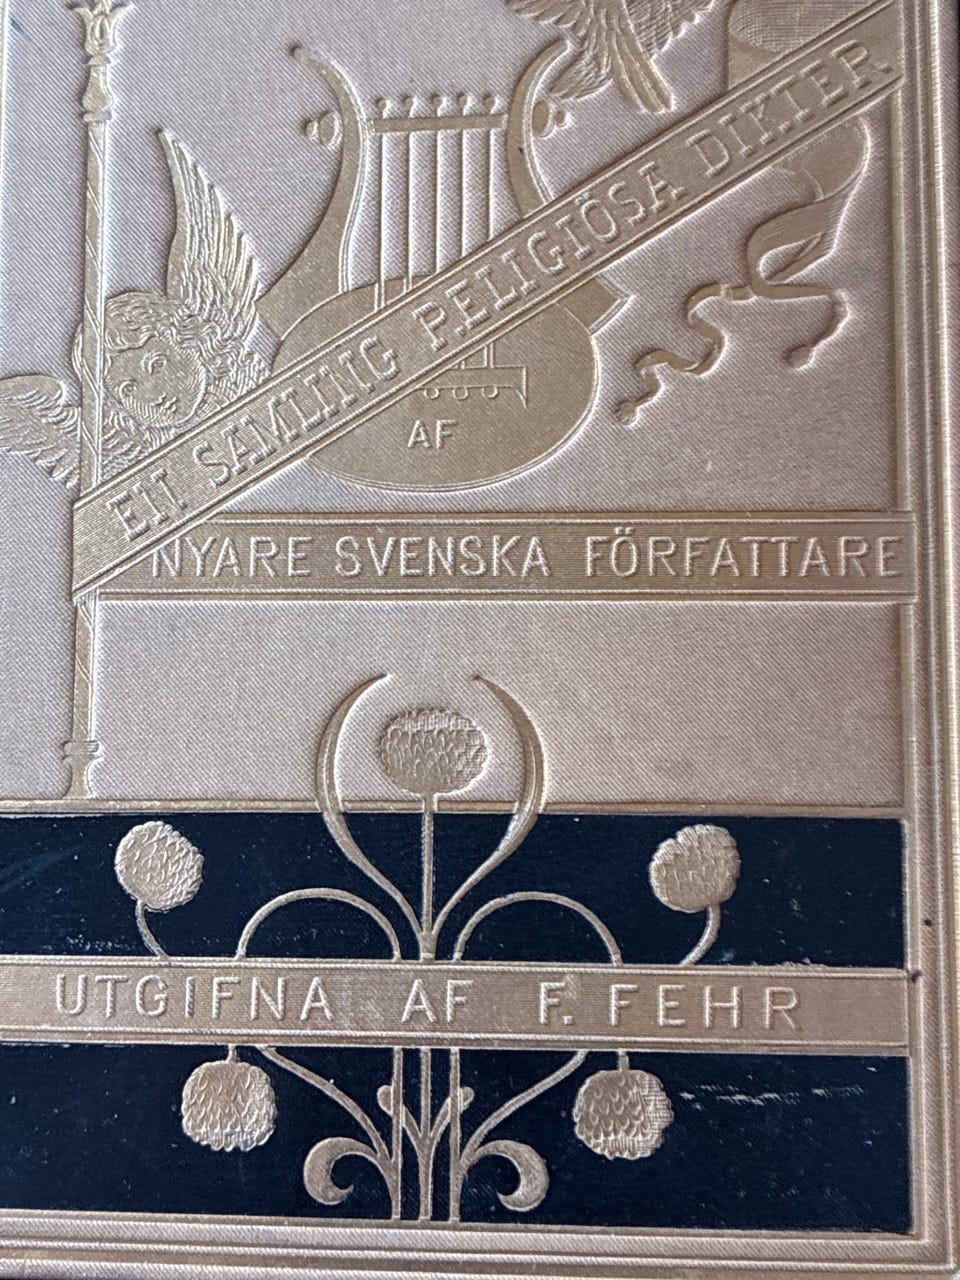 EN SAMLING RELIGIÖSA DIKTER
AF
NYARE SVENSKA FÖRFATTARE
UTGIFNA AF F. FEHR